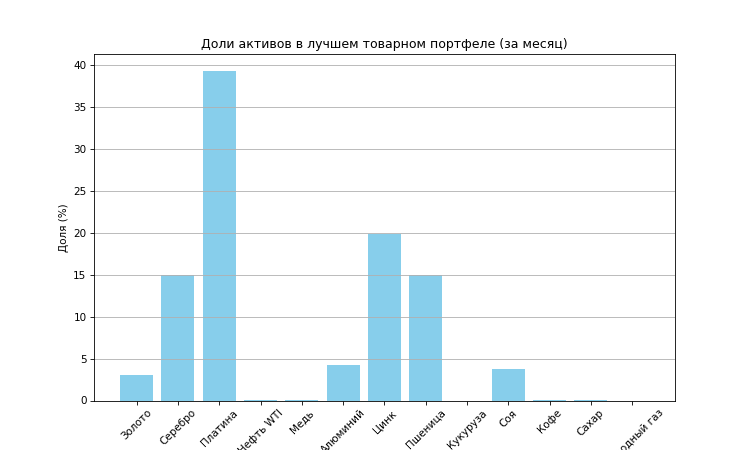 Доли активов в лучшем товарном портфеле (за месяц)
Доля (%)
40
35
30
25
20
15
10
5
0
Золото
Серебро
Платина
Нефть WTI
Медь
Алюминий
Цинк
Пшеница
Кукуруза
Соя
Кофе
Сахар
одный газ